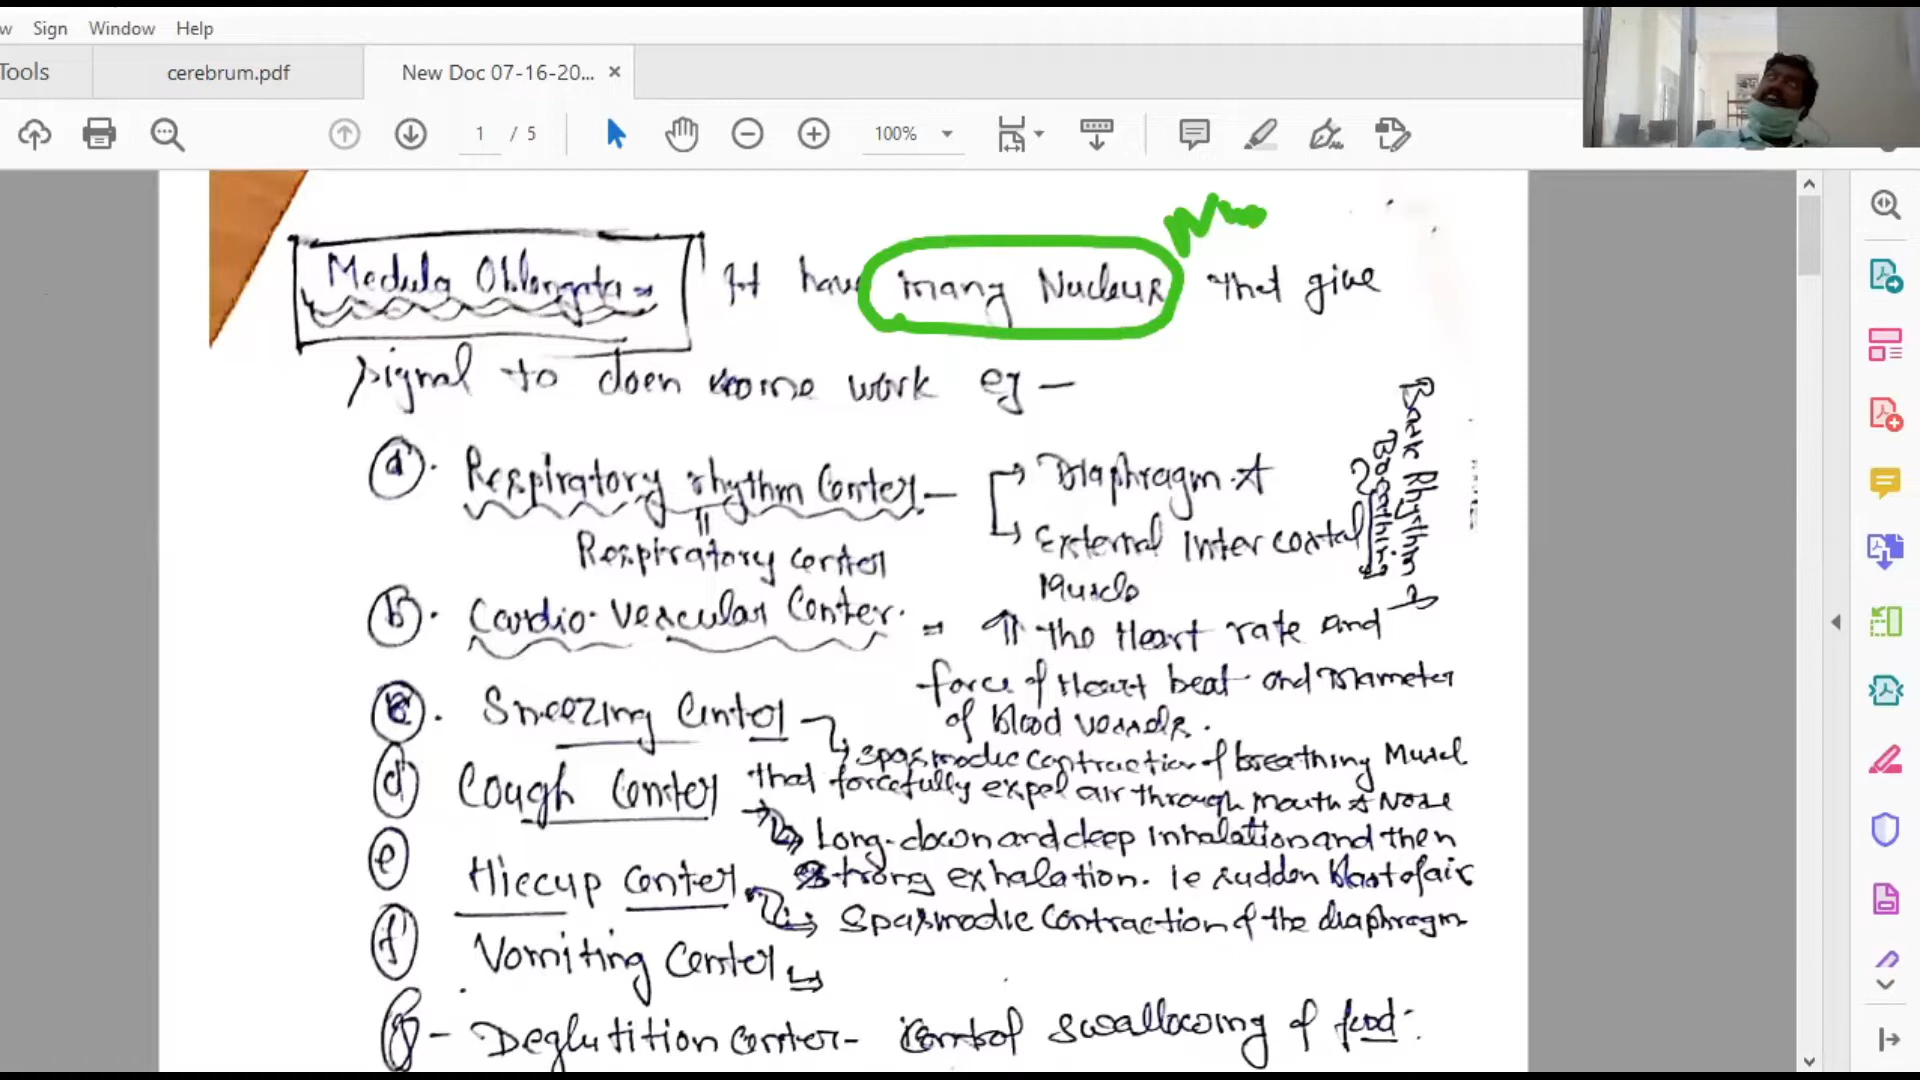 Sign Window Help
Tools cerebrum.pdf New Doc 07-16-20... ×
1 / 5 100%
Medula Oblongata It have many Nucleus that give
signal to doen some work eg —
a. Respiratory rhythm Center — Diaphragm &
External Intercostal
Muscle
Basic Rhythm
of Breathing
Respiratory center
b. Cardio-vescular Center. = ⇑ the Heart rate and
force of Heart beat and Diameter
of blood vessels.
c. Sneezing Center
spasmodic contraction of breathing Muscl
that forcefully expel air through mouth & Nose
d Cough Center
Long-down and deep Inhalation and then
strong exhalation. ie sudden blast of air
e Hiccup Center
Spasmodic Contraction of the diaphragm
f Vomiting Center
g - Deglutition center - control swallowing of food.